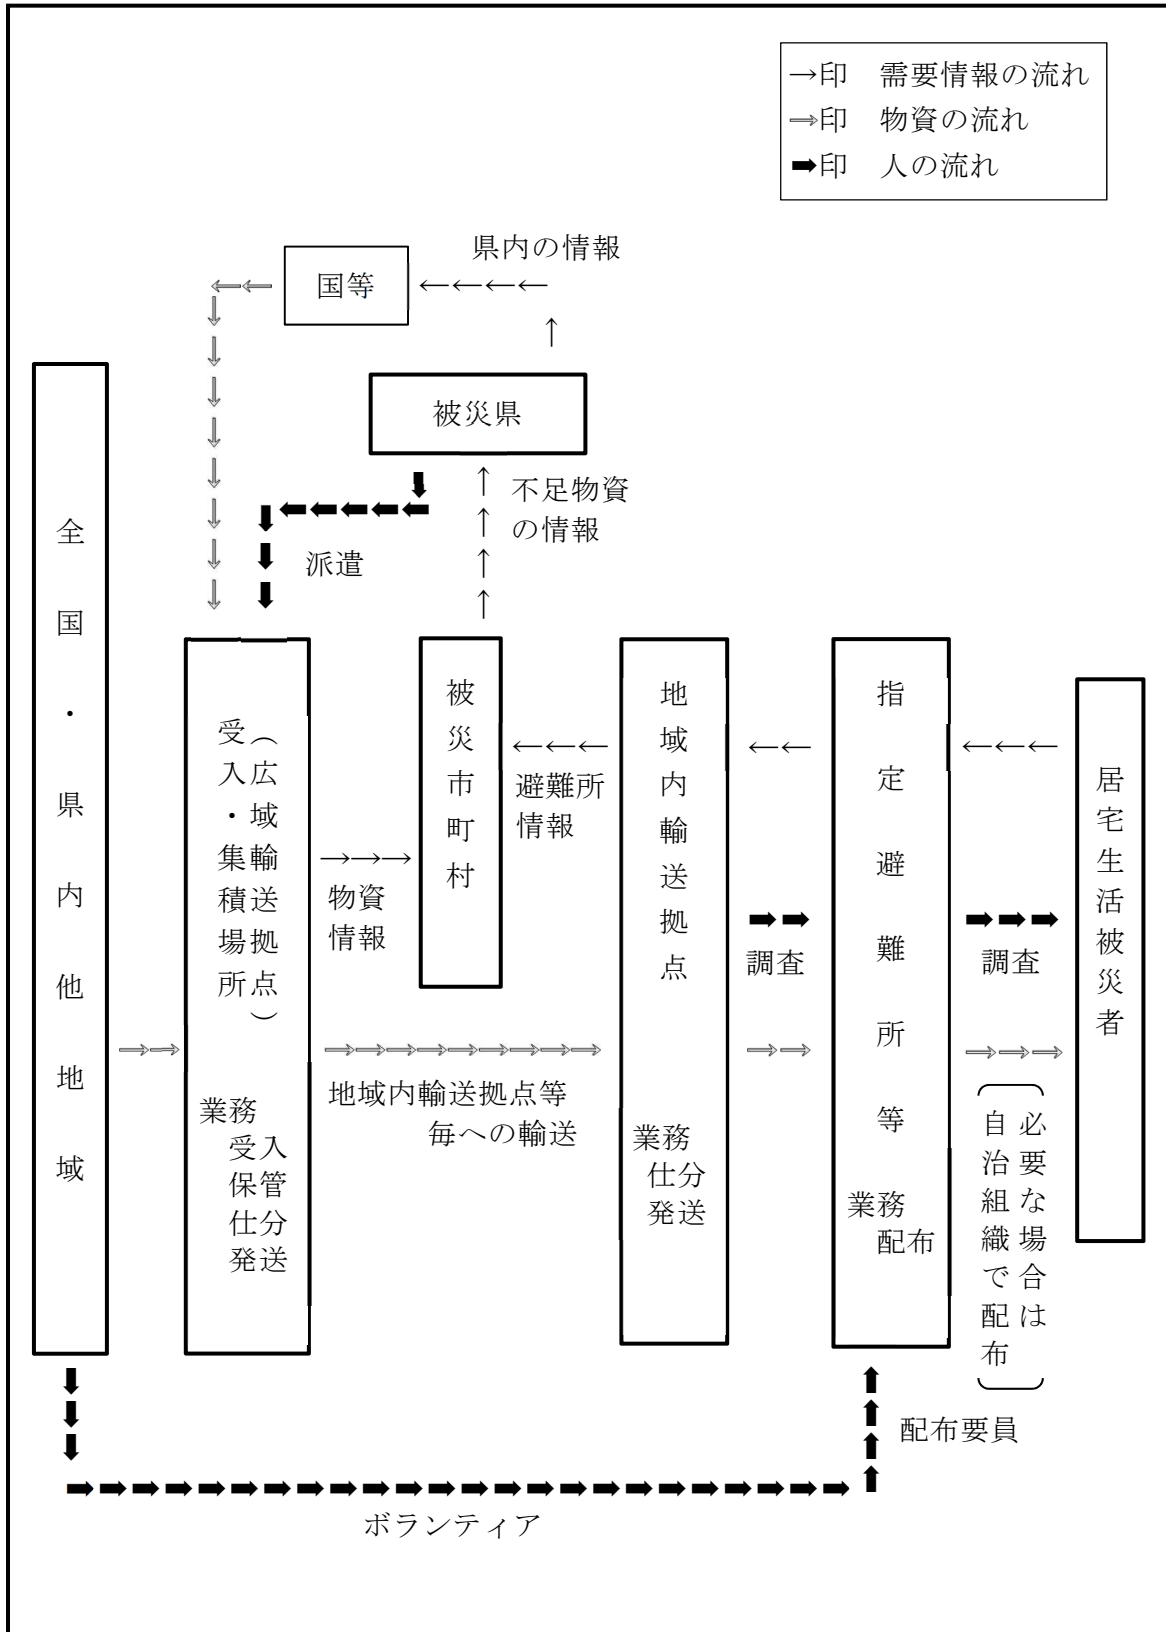 →印　需要情報の流れ
⇒印　物資の流れ
➡印　人の流れ
県内の情報
国等
←←←←
↑
被災県
不足物資
の情報
派遣
全国・県内他地域
受入・集積場所
（広域輸送拠点）
業務
受入
保管
仕分
発送
→→→
物資
情報
被災市町村
←←←
避難所
情報
地域内輸送拠点等
毎への輸送
地域内輸送拠点
業務
仕分
発送
←←
調査
指定避難所等
業務
配布
←←←
調査
必要な場合は
自治組織で配布
居宅生活被災者
配布要員
ボランティア